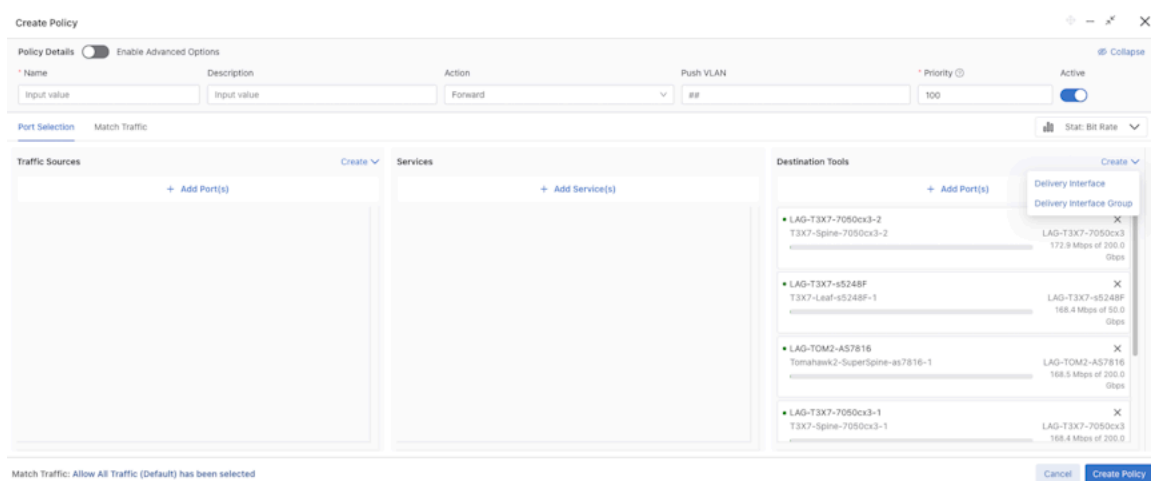 Create Policy
Policy Details Enable Advanced Options Collapse
* Name Description Action Push VLAN * Priority Active
Input value Input value Forward ## 100
Port Selection Match Traffic Stat: Bit Rate
Traffic Sources Create Services Destination Tools Create
+ Add Port(s) + Add Service(s) + Add Port(s)
Delivery Interface
Delivery Interface Group
LAG-T3X7-7050cx3-2
T3X7-Spine-7050cx3-2 LAG-T3X7-7050cx3
172.9 Mbps of 200.0
Gbps
LAG-T3X7-s5248F
T3X7-Leaf-s5248F-1 LAG-T3X7-s5248F
168.4 Mbps of 50.0
Gbps
LAG-TOM2-AS7816
Tomahawk2-SuperSpine-as7816-1 LAG-TOM2-AS7816
168.5 Mbps of 200.0
Gbps
LAG-T3X7-7050cx3-1
T3X7-Spine-7050cx3-1 LAG-T3X7-7050cx3
168.4 Mbps of 200.0
Match Traffic: Allow All Traffic (Default) has been selected Cancel Create Policy